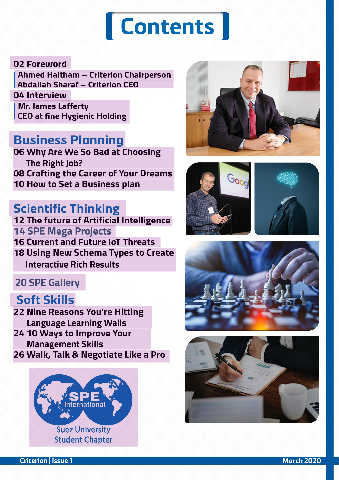 Contents
02 Foreword
Ahmed Haitham – Criterion Chairperson
Abdallah Sharaf – Criterion CEO
04 Interview
Mr. James Lafferty
CEO at fine Hygienic Holding
Business Planning
06 Why Are We So Bad at Choosing
The Right Job?
08 Crafting the Career of Your Dreams
10 How to Set a Business plan
Scientific Thinking
12 The future of Artificial Intelligence
14 SPE Mega Projects
16 Current and Future IoT Threats
18 Using New Schema Types to Create
Interactive Rich Results
20 SPE Gallery
Soft Skills
22 Nine Reasons You're Hitting
Language Learning Walls
24 10 Ways to Improve Your
Management Skills
26 Walk, Talk & Negotiate Like a Pro
Goog
SPE
International
Suez University
Student Chapter
Criterion | Issue 1
March 2020